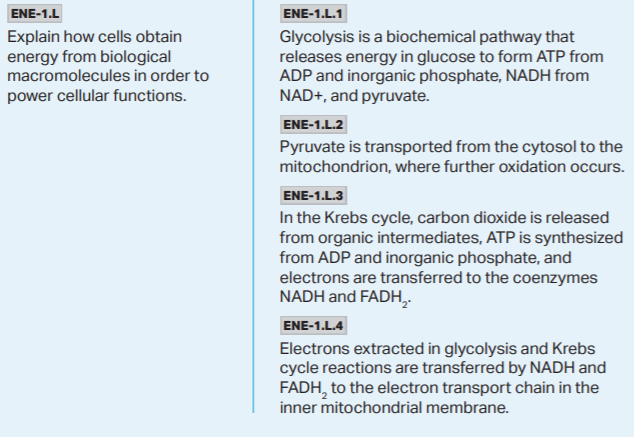 ENE-1.L
Explain how cells obtain
energy from biological
macromolecules in order to
power cellular functions.
ENE-1.L.1
Glycolysis is a biochemical pathway that
releases energy in glucose to form ATP from
ADP and inorganic phosphate, NADH from
NAD+, and pyruvate.
ENE-1.L.2
Pyruvate is transported from the cytosol to the
mitochondrion, where further oxidation occurs.
ENE-1.L.3
In the Krebs cycle, carbon dioxide is released
from organic intermediates, ATP is synthesized
from ADP and inorganic phosphate, and
electrons are transferred to the coenzymes
NADH and FADH₂.
ENE-1.L.4
Electrons extracted in glycolysis and Krebs
cycle reactions are transferred by NADH and
FADH₂ to the electron transport chain in the
inner mitochondrial membrane.